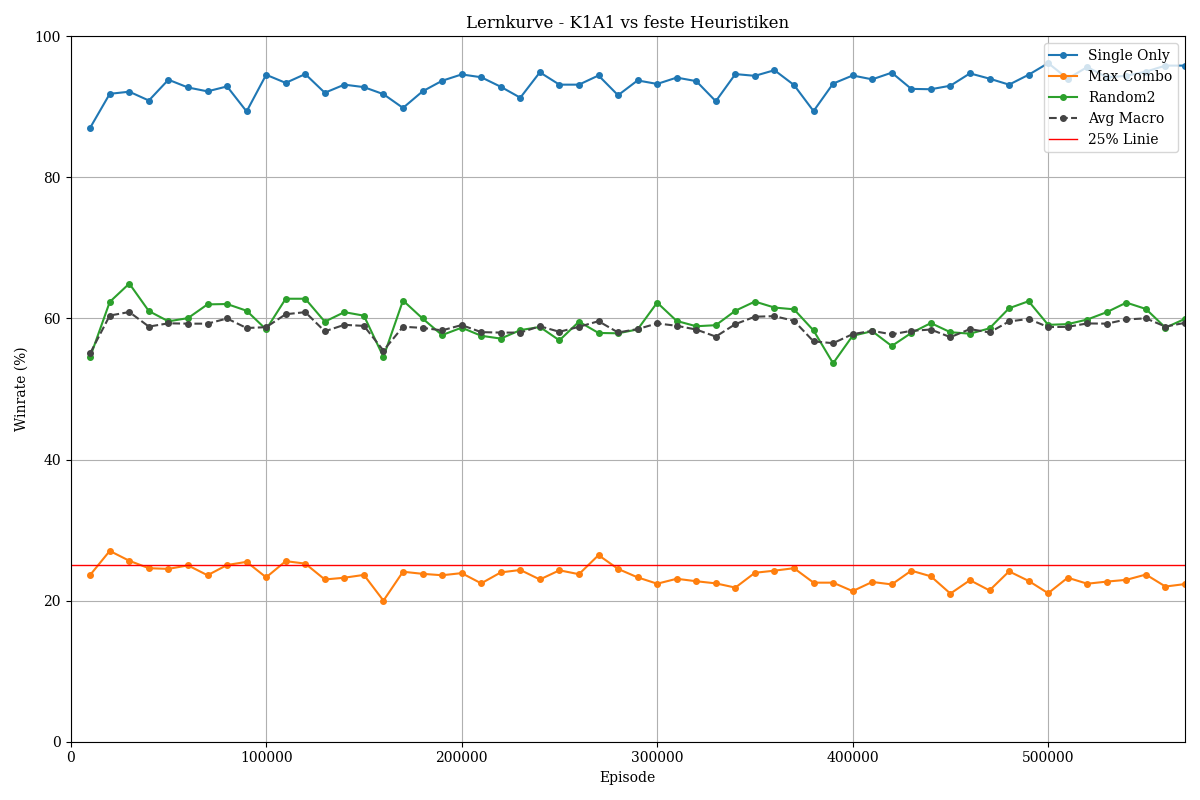 Lernkurve - K1A1 vs feste Heuristiken
100
80
60
40
20
0
Winrate (%)
Single Only
Max Combo
Random2
Avg Macro
25% Linie
0
100000
200000
300000
400000
500000
Episode